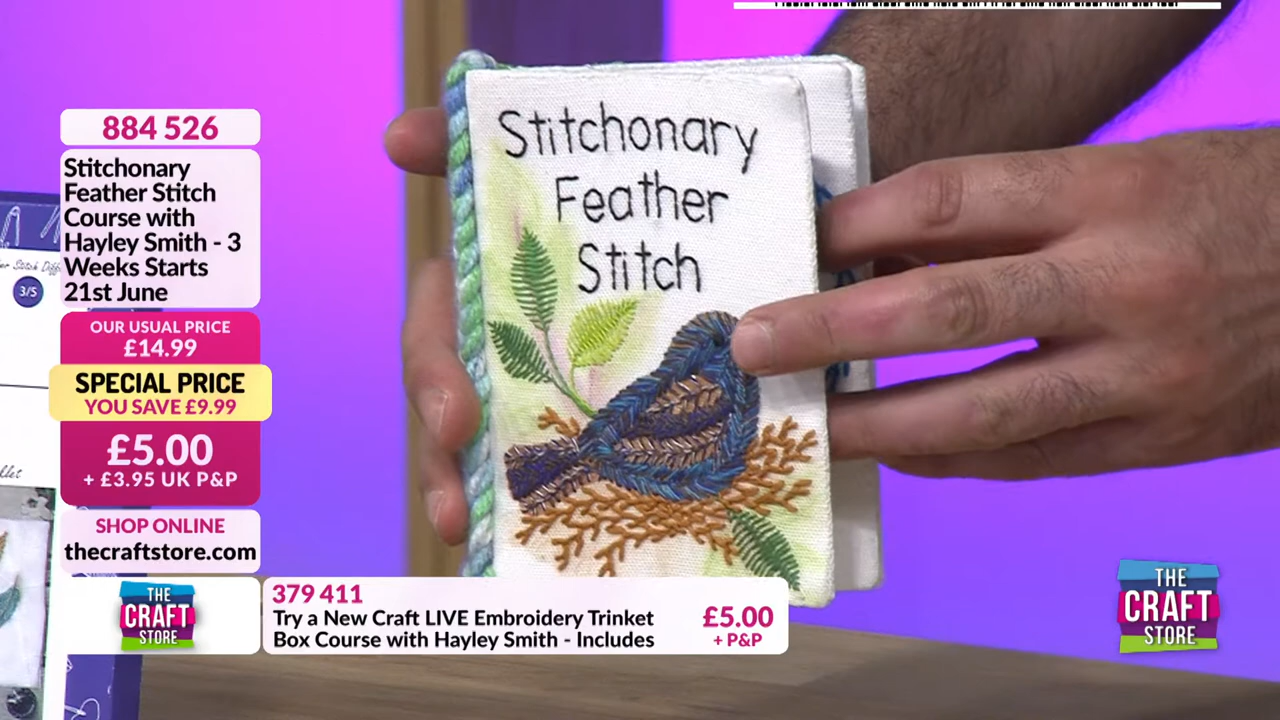 884 526
Stitchonary
Feather Stitch
Course with
Hayley Smith - 3
Weeks Starts
21st June
OUR USUAL PRICE
£14.99
SPECIAL PRICE
YOU SAVE £9.99
£5.00
+ £3.95 UK P&P
SHOP ONLINE
thecraftstore.com
3/5
Stitchonary
Feather
Stitch
THE
CRAFT
STORE
379 411
Try a New Craft LIVE Embroidery Trinket
Box Course with Hayley Smith - Includes
£5.00
+ P&P
THE
CRAFT
STORE